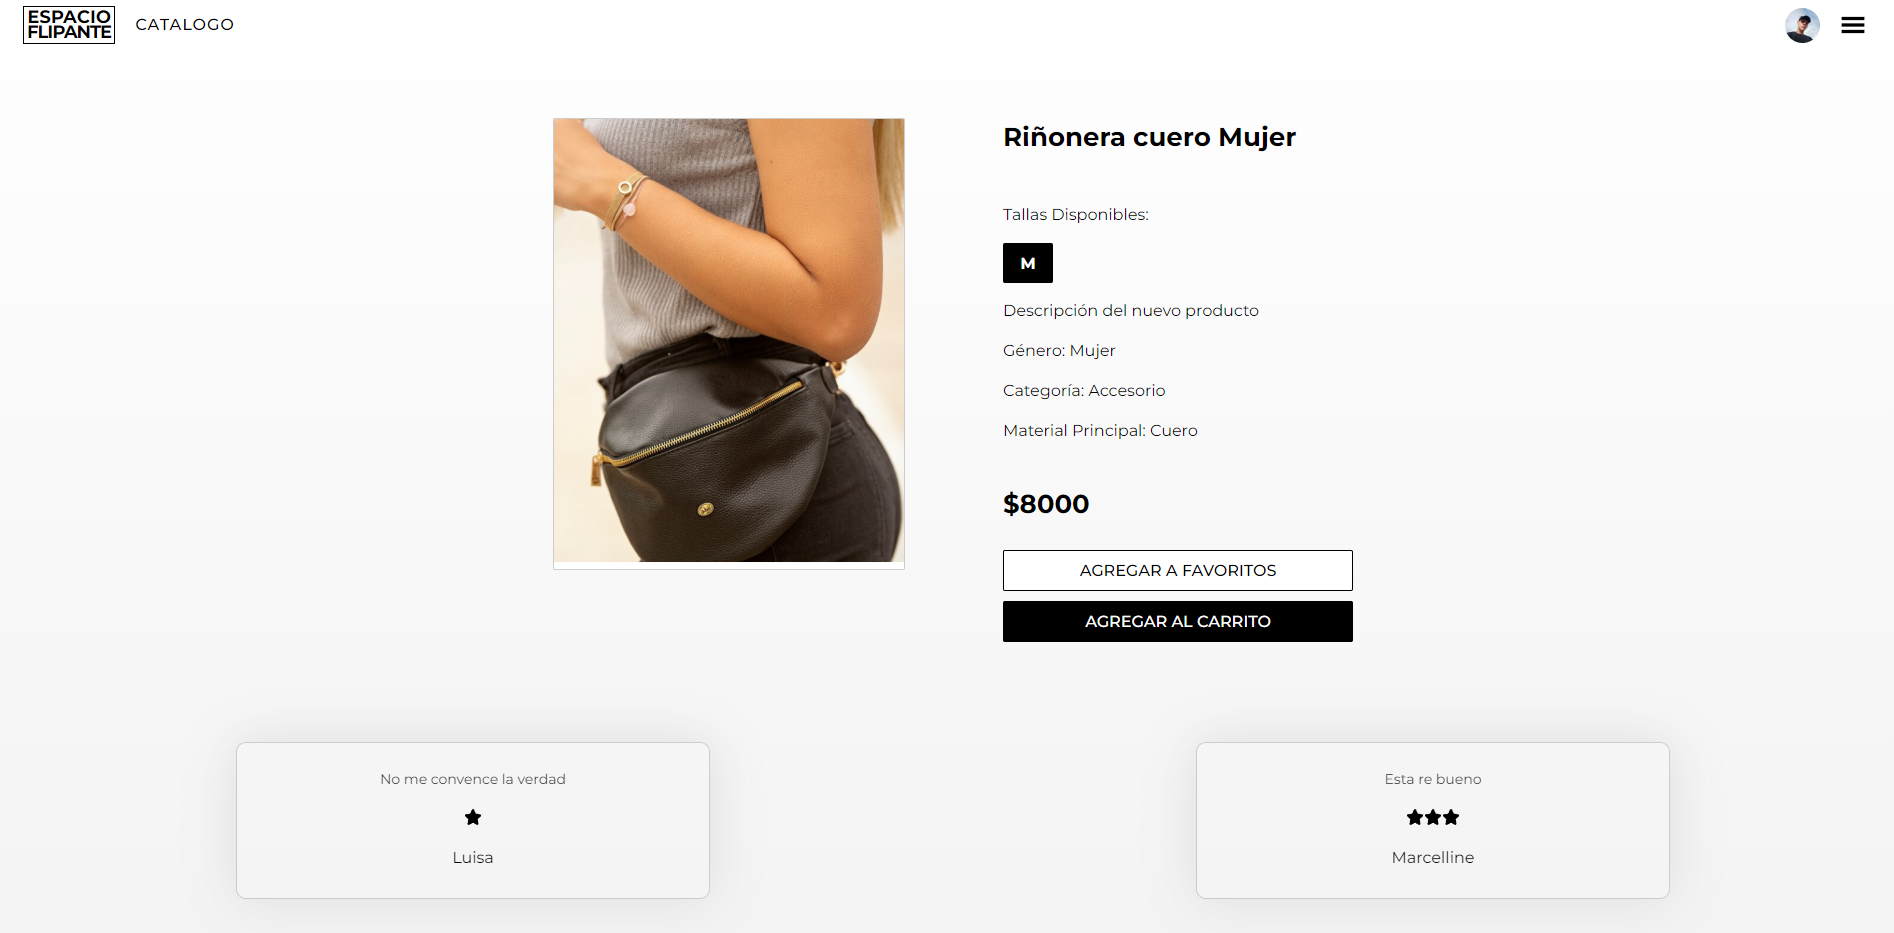 ESPACIO
FLIPANTE
CATALOGO
Riñonera cuero Mujer
Tallas Disponibles:
M
Descripción del nuevo producto
Género: Mujer
Categoría: Accesorio
Material Principal: Cuero
$8000
AGREGAR A FAVORITOS
AGREGAR AL CARRITO
No me convence la verdad
Luisa
Esta re bueno
Marcelline